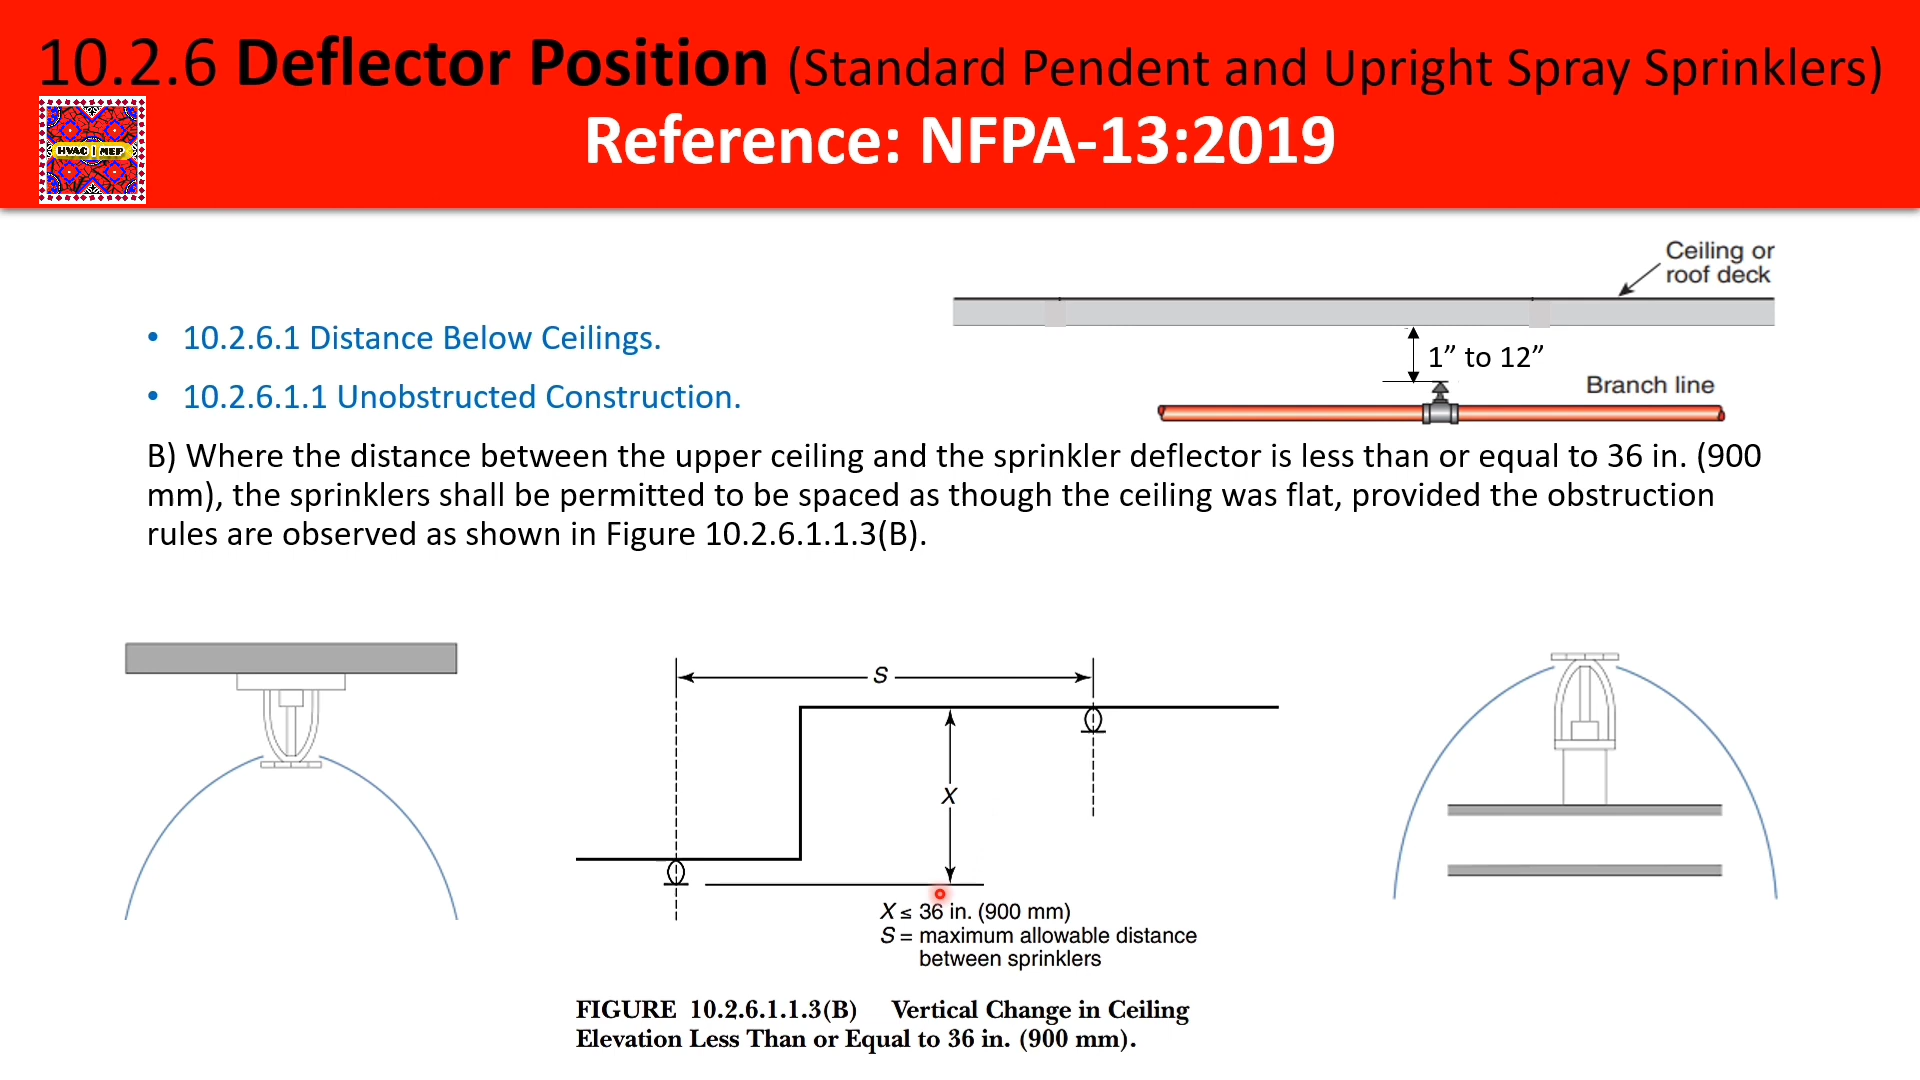 10.2.6 Deflector Position (Standard Pendent and Upright Spray Sprinklers)
Reference: NFPA-13:2019
HVAC | MEP
Ceiling or
roof deck
• 10.2.6.1 Distance Below Ceilings.
1” to 12”
Branch line
• 10.2.6.1.1 Unobstructed Construction.
B) Where the distance between the upper ceiling and the sprinkler deflector is less than or equal to 36 in. (900
mm), the sprinklers shall be permitted to be spaced as though the ceiling was flat, provided the obstruction
rules are observed as shown in Figure 10.2.6.1.1.3(B).
S
X
X ≤ 36 in. (900 mm)
S = maximum allowable distance
between sprinklers
FIGURE 10.2.6.1.1.3(B) Vertical Change in Ceiling
Elevation Less Than or Equal to 36 in. (900 mm).